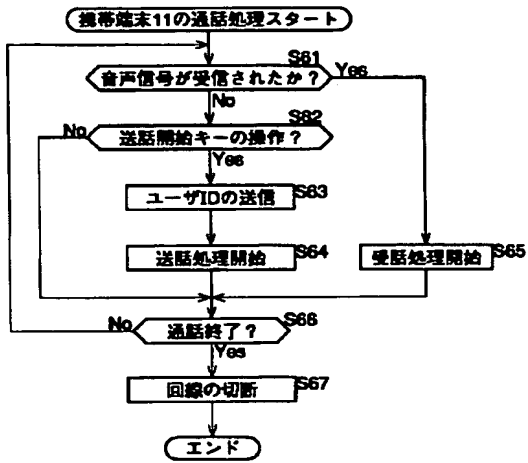 携帯端末11の通話処理スタート
S61
音声信号が受信されたか？
Yes
No
S62
No
送話開始キーの操作？
Yes
S63
ユーザIDの送信
S64
送話処理開始
S65
受話処理開始
S66
No
通話終了？
Yes
S67
回線の切断
エンド